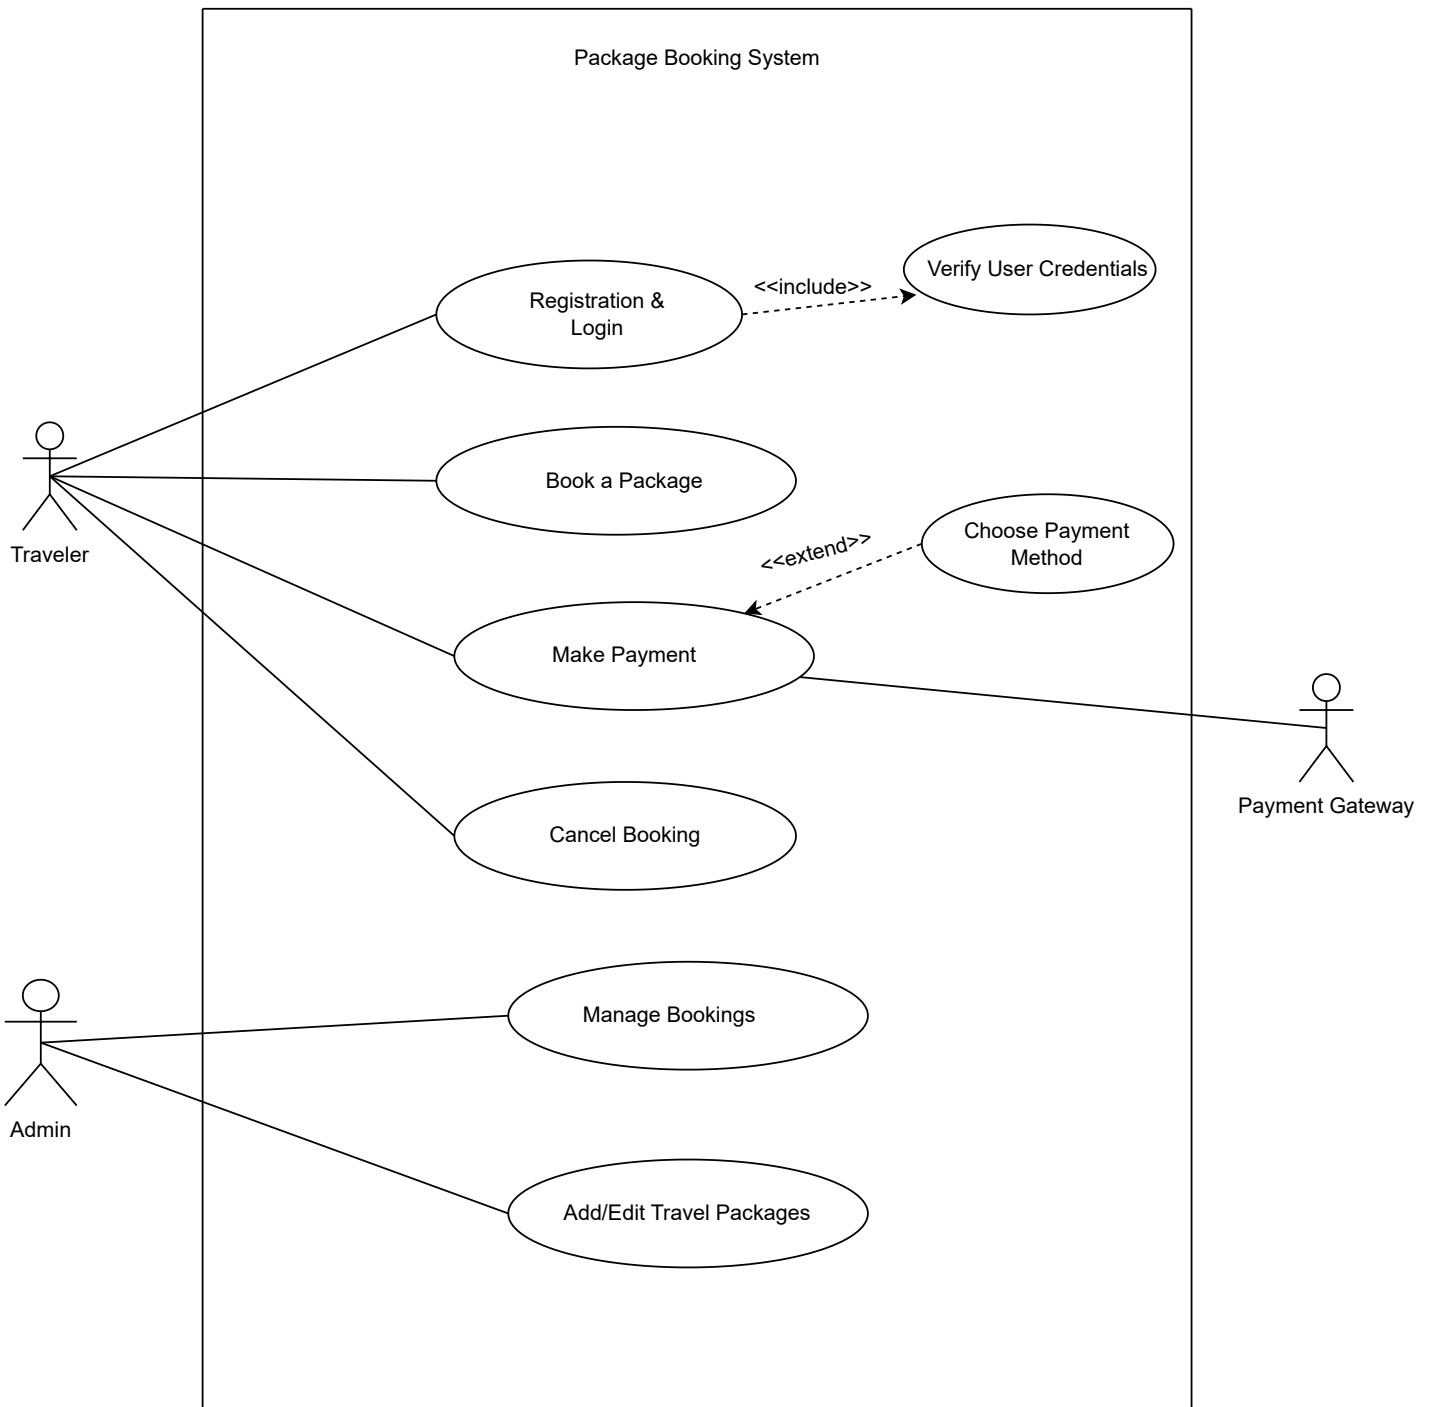 Package Booking System
Verify User Credentials
<<include>>
Registration &
Login
Book a Package
Choose Payment
Method
<<extend>>
Traveler
Make Payment
Payment Gateway
Cancel Booking
Manage Bookings
Admin
Add/Edit Travel Packages